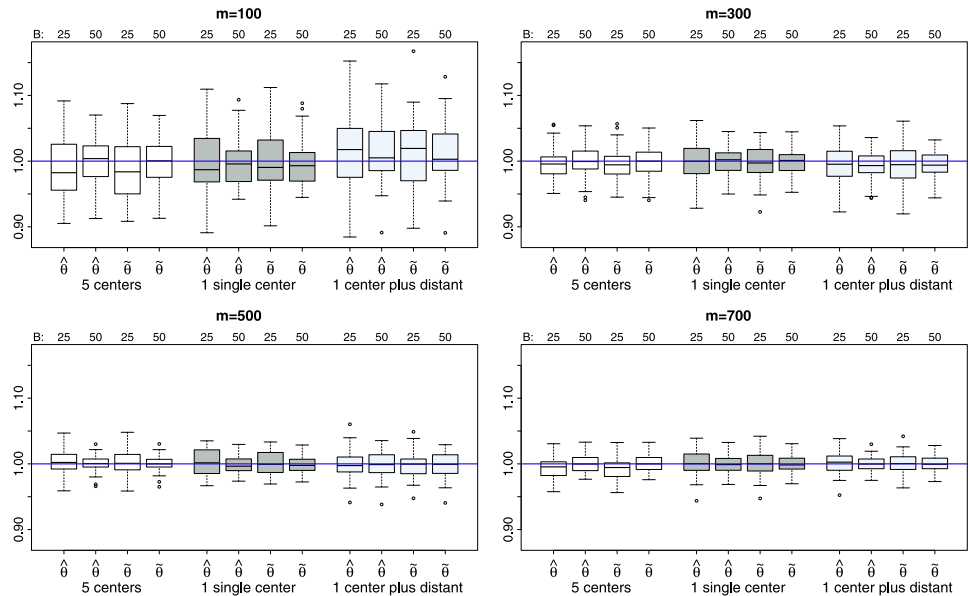 m=100
B: 25 50 25 50 25 50 25 50 25 50 25 50
1.10
1.00
0.90
θ̂ θ̂ θ̃ θ̃ θ̂ θ̂ θ̃ θ̃ θ̂ θ̂ θ̃ θ̃
5 centers 1 single center 1 center plus distant
m=300
B: 25 50 25 50 25 50 25 50 25 50 25 50
1.10
1.00
0.90
θ̂ θ̂ θ̃ θ̃ θ̂ θ̂ θ̃ θ̃ θ̂ θ̂ θ̃ θ̃
5 centers 1 single center 1 center plus distant
m=500
B: 25 50 25 50 25 50 25 50 25 50 25 50
1.10
1.00
0.90
θ̂ θ̂ θ̃ θ̃ θ̂ θ̂ θ̃ θ̃ θ̂ θ̂ θ̃ θ̃
5 centers 1 single center 1 center plus distant
m=700
B: 25 50 25 50 25 50 25 50 25 50 25 50
1.10
1.00
0.90
θ̂ θ̂ θ̃ θ̃ θ̂ θ̂ θ̃ θ̃ θ̂ θ̂ θ̃ θ̃
5 centers 1 single center 1 center plus distant